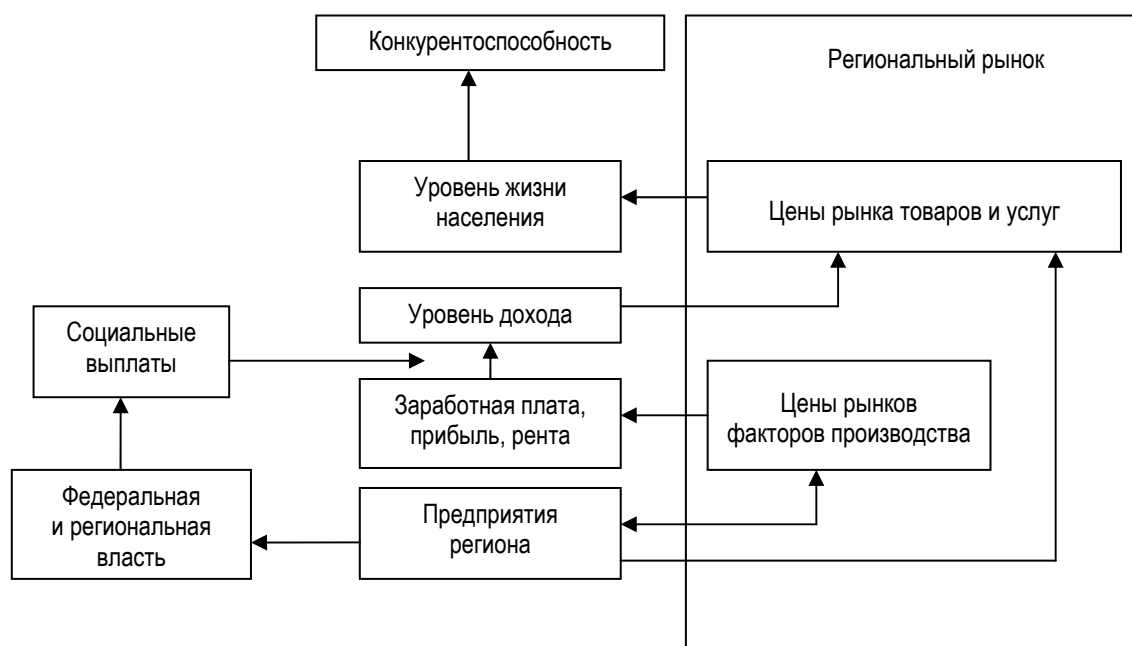 Конкурентоспособность
Региональный рынок
Уровень жизни
населения
Цены рынка товаров и услуг
Социальные
выплаты
Уровень дохода
Заработная плата,
прибыль, рента
Цены рынков
факторов производства
Федеральная
и региональная
власть
Предприятия
региона